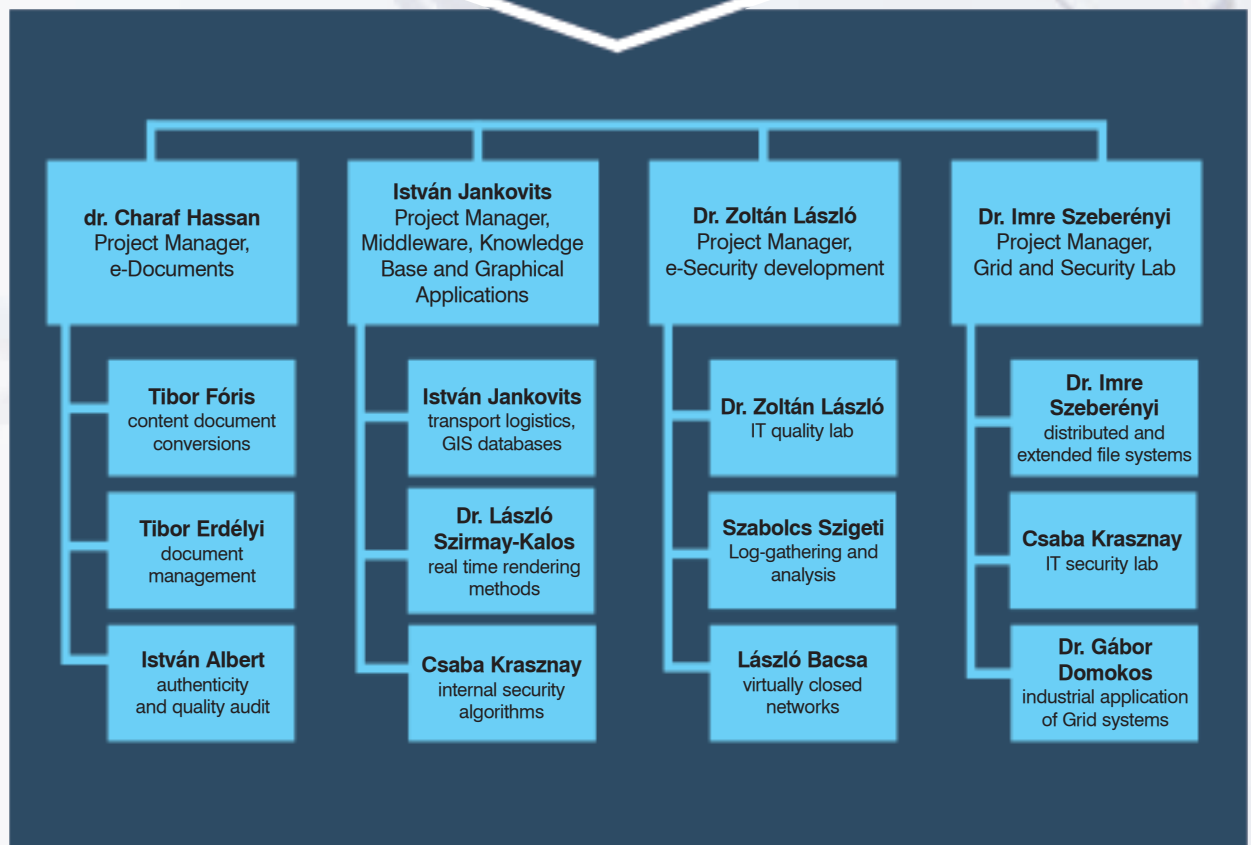 dr. Charaf Hassan
Project Manager,
e-Documents
István Jankovits
Project Manager,
Middleware, Knowledge
Base and Graphical
Applications
Dr. Zoltán László
Project Manager,
e-Security development
Dr. Imre Szeberényi
Project Manager,
Grid and Security Lab
Tibor Fóris
content document
conversions
Tibor Erdélyi
document
management
István Albert
authenticity
and quality audit
István Jankovits
transport logistics,
GIS databases
Dr. László
Szirmay-Kalos
real time rendering
methods
Csaba Krasznay
internal security
algorithms
Dr. Zoltán László
IT quality lab
Szabolcs Szigeti
Log-gathering and
analysis
László Bacsa
virtually closed
networks
Dr. Imre
Szeberényi
distributed and
extended file systems
Csaba Krasznay
IT security lab
Dr. Gábor
Domokos
industrial application
of Grid systems